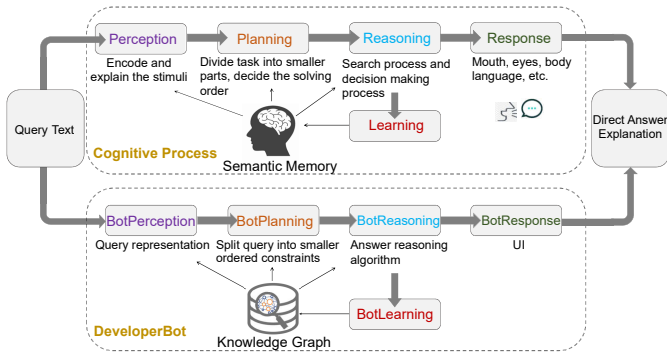 Query Text
Perception
Planning
Reasoning
Response
Encode and
explain the stimuli
Divide task into smaller
parts, decide the solving
order
Search process and
decision making
process
Mouth, eyes, body
language, etc.
Learning
Semantic Memory
Cognitive Process
Direct Answer
Explanation
BotPerception
BotPlanning
BotReasoning
BotResponse
Query representation
Split query into smaller
ordered constraints
Answer reasoning
algorithm
UI
BotLearning
Knowledge Graph
DeveloperBot